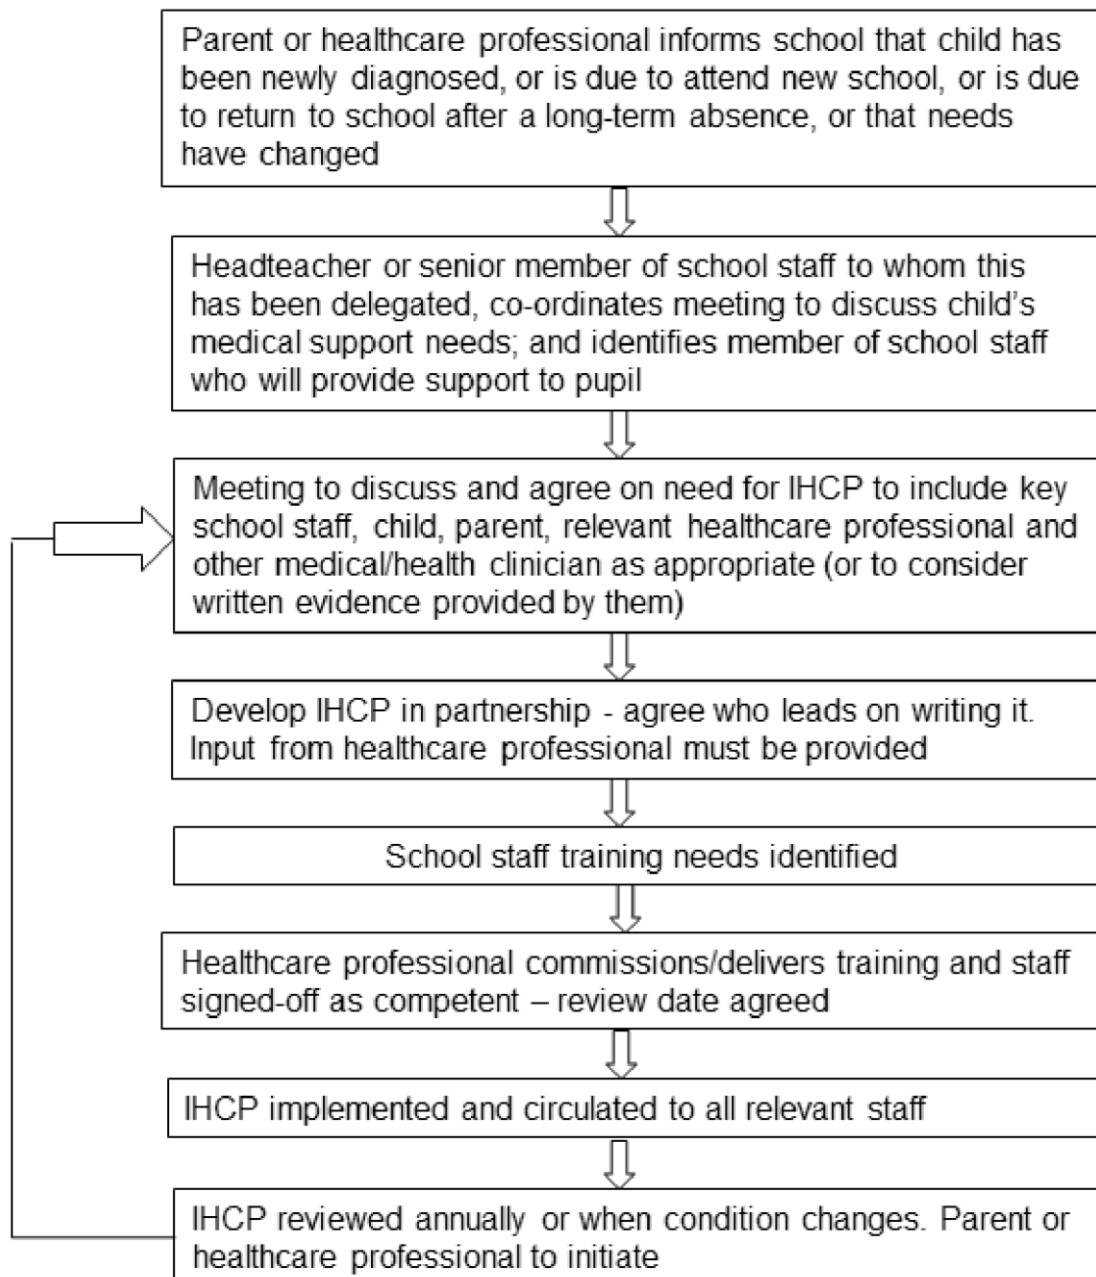 Parent or healthcare professional informs school that child has
been newly diagnosed, or is due to attend new school, or is due
to return to school after a long-term absence, or that needs
have changed
Headteacher or senior member of school staff to whom this
has been delegated, co-ordinates meeting to discuss child's
medical support needs; and identifies member of school staff
who will provide support to pupil
Meeting to discuss and agree on need for IHCP to include key
school staff, child, parent, relevant healthcare professional and
other medical/health clinician as appropriate (or to consider
written evidence provided by them)
Develop IHCP in partnership - agree who leads on writing it.
Input from healthcare professional must be provided
School staff training needs identified
Healthcare professional commissions/delivers training and staff
signed-off as competent – review date agreed
IHCP implemented and circulated to all relevant staff
IHCP reviewed annually or when condition changes. Parent or
healthcare professional to initiate